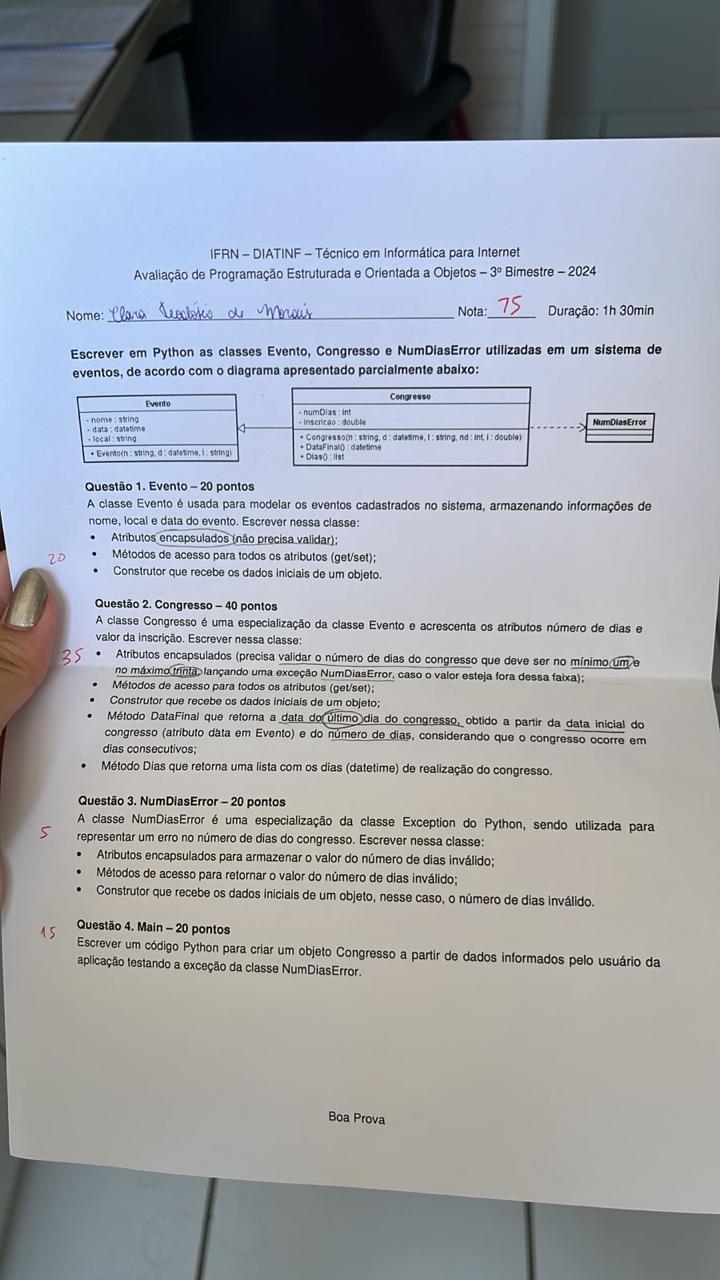 IFRN – DIATINF – Técnico em Informática para Internet
Avaliação de Programação Estruturada e Orientada a Objetos – 3º Bimestre – 2024
Nome: Clara Teodósio de Morais Nota: 75 Duração: 1h 30min
Escrever em Python as classes Evento, Congresso e NumDiasError utilizadas em um sistema de
eventos, de acordo com o diagrama apresentado parcialmente abaixo:
Evento
- nome : string
- data : datetime
- local : string
+ Evento(n : string, d : datetime, l : string)
Congresso
- numDias : int
- inscricao : double
+ Congresso(n : string, d : datetime, l : string, nd : int, i : double)
+ DataFinal() : datetime
+ Dias() : list
NumDiasError
Questão 1. Evento – 20 pontos
A classe Evento é usada para modelar os eventos cadastrados no sistema, armazenando informações de
nome, local e data do evento. Escrever nessa classe:
• Atributos encapsulados (não precisa validar);
20 • Métodos de acesso para todos os atributos (get/set);
• Construtor que recebe os dados iniciais de um objeto.
Questão 2. Congresso – 40 pontos
A classe Congresso é uma especialização da classe Evento e acrescenta os atributos número de dias e
valor da inscrição. Escrever nessa classe:
35 • Atributos encapsulados (precisa validar o número de dias do congresso que deve ser no mínimo um e
no máximo trinta, lançando uma exceção NumDiasError, caso o valor esteja fora dessa faixa);
• Métodos de acesso para todos os atributos (get/set);
• Construtor que recebe os dados iniciais de um objeto;
• Método DataFinal que retorna a data do último dia do congresso, obtido a partir da data inicial do
congresso (atributo data em Evento) e do número de dias, considerando que o congresso ocorre em
dias consecutivos;
• Método Dias que retorna uma lista com os dias (datetime) de realização do congresso.
Questão 3. NumDiasError – 20 pontos
A classe NumDiasError é uma especialização da classe Exception do Python, sendo utilizada para
5 representar um erro no número de dias do congresso. Escrever nessa classe:
• Atributos encapsulados para armazenar o valor do número de dias inválido;
• Métodos de acesso para retornar o valor do número de dias inválido;
• Construtor que recebe os dados iniciais de um objeto, nesse caso, o número de dias inválido.
15 Questão 4. Main – 20 pontos
Escrever um código Python para criar um objeto Congresso a partir de dados informados pelo usuário da
aplicação testando a exceção da classe NumDiasError.
Boa Prova